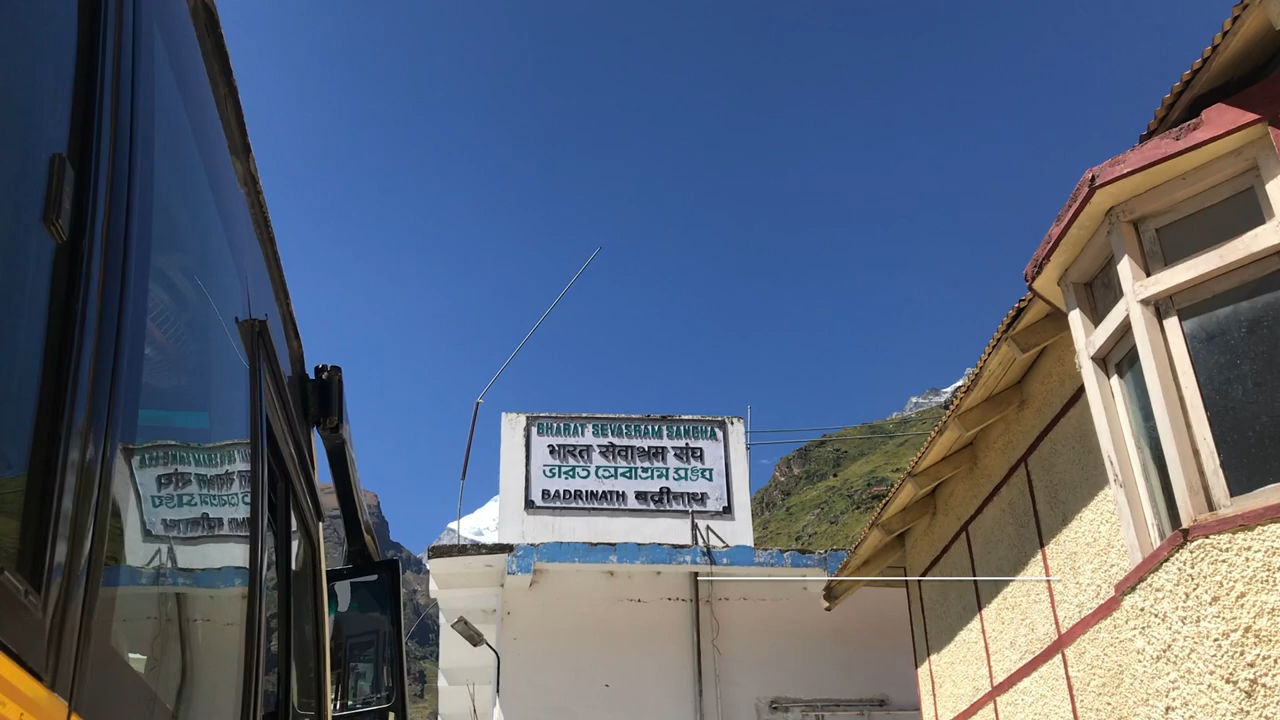 BHARAT SEVASRAM SANGHA
भारत सेवाश्रम संघ
ভারত সেবাশ্রম সঙ্ঘ
BADRINATH बद्रीनाथ